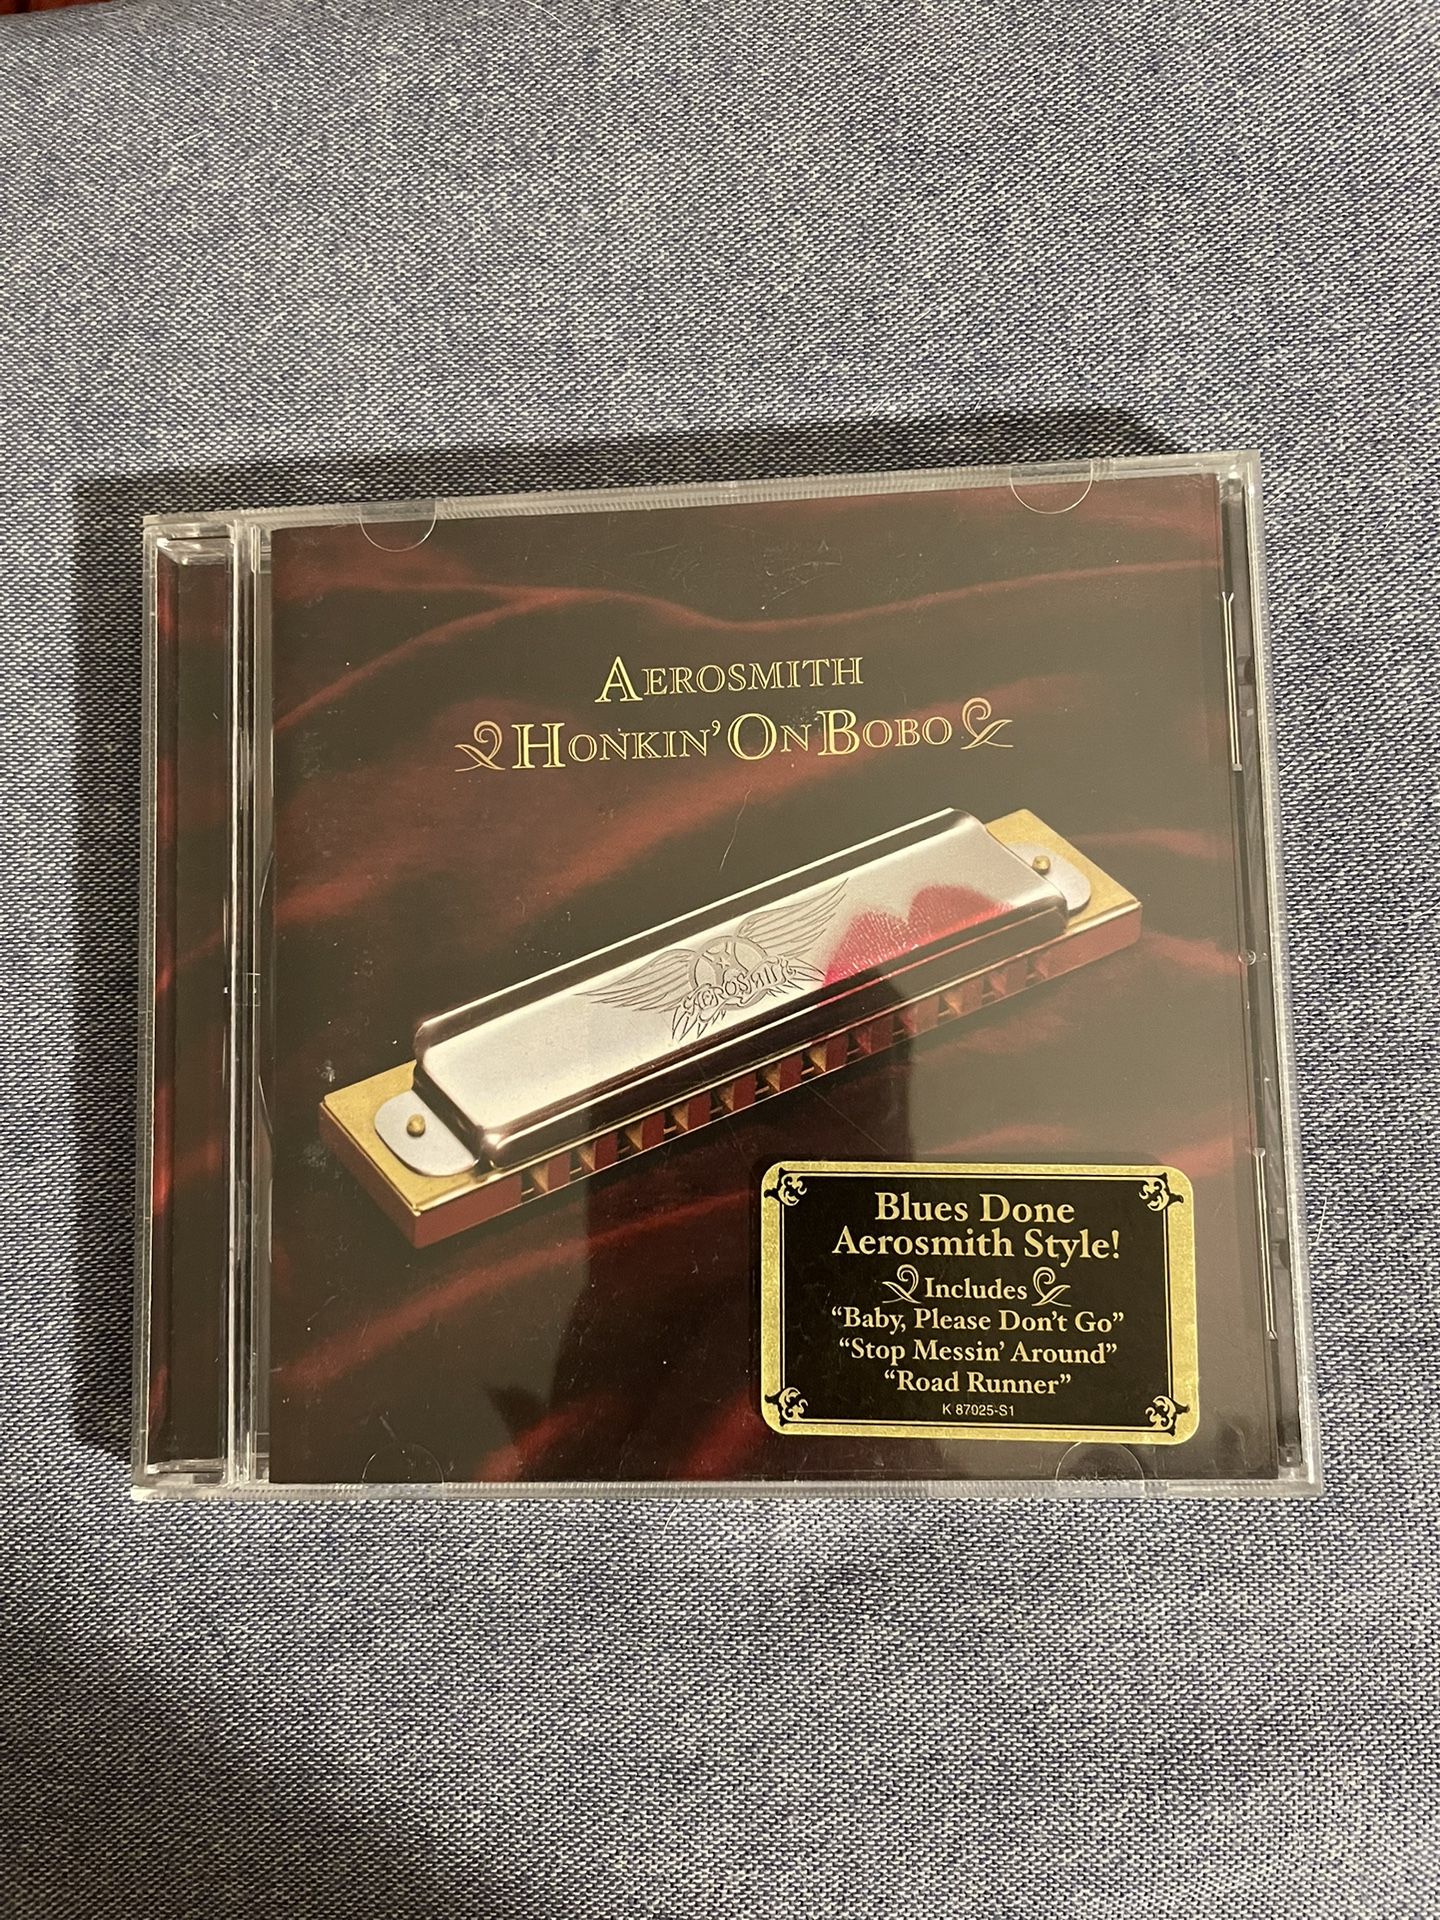 AEROSMITH
HONKIN' ON BOBO
AEROSMITH
Blues Done
Aerosmith Style!
Includes
“Baby, Please Don't Go”
“Stop Messin' Around”
“Road Runner”
K 87025-S1